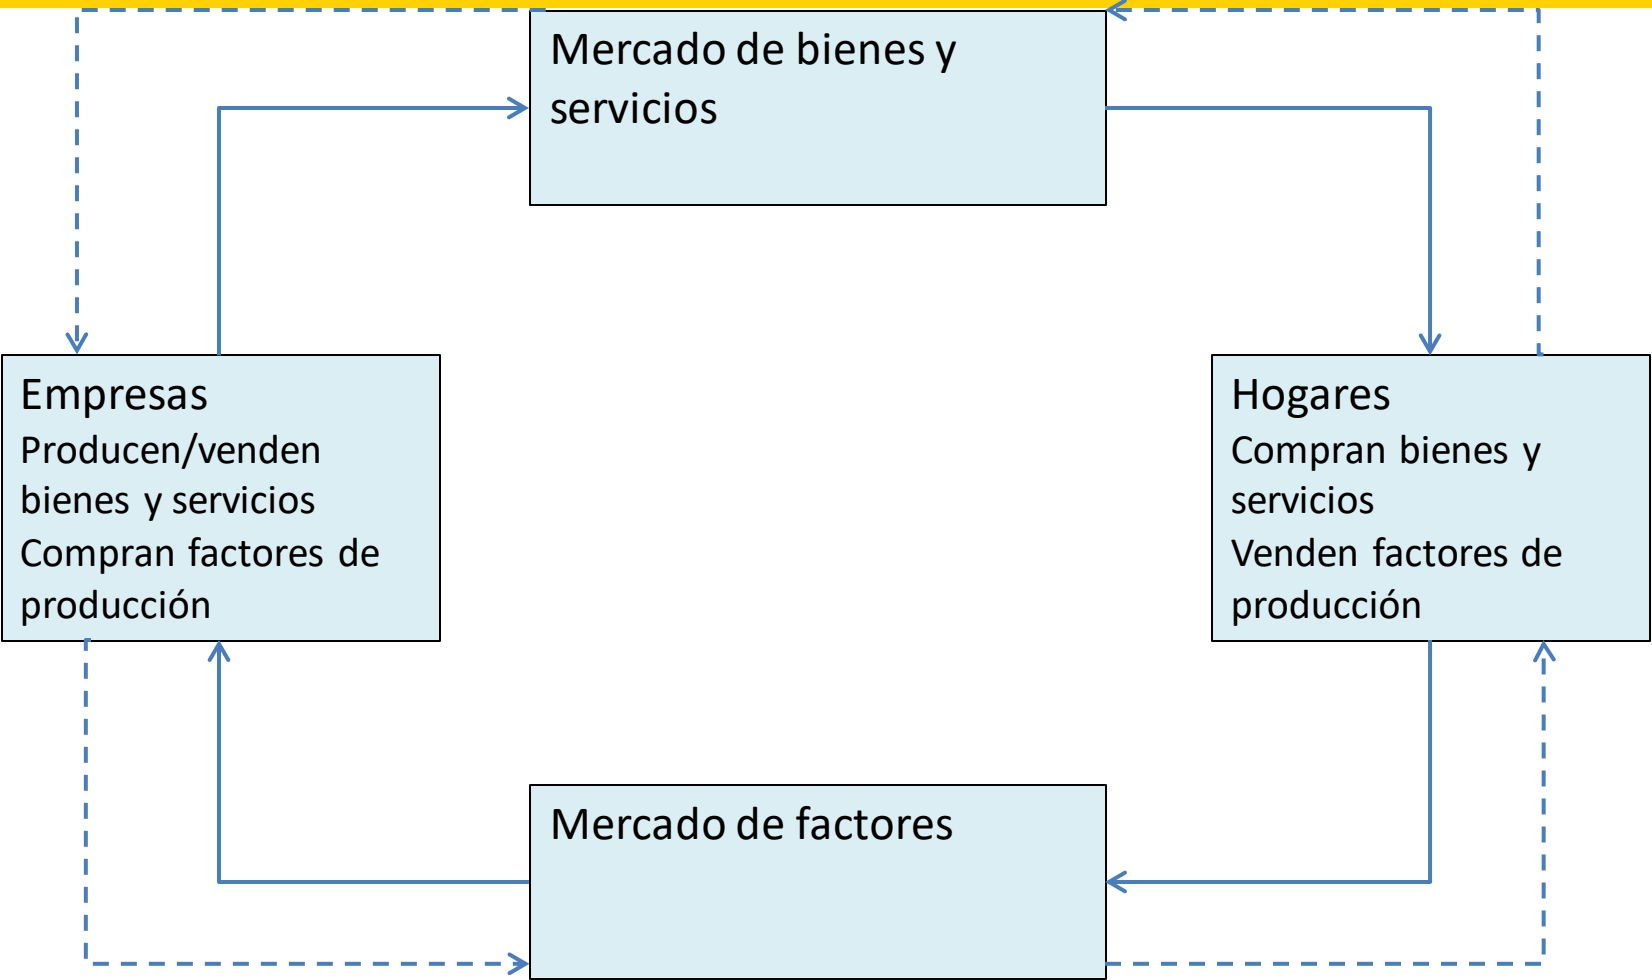 Mercado de bienes y
servicios
Empresas
Producen/venden
bienes y servicios
Compran factores de
producción
Hogares
Compran bienes y
servicios
Venden factores de
producción
Mercado de factores